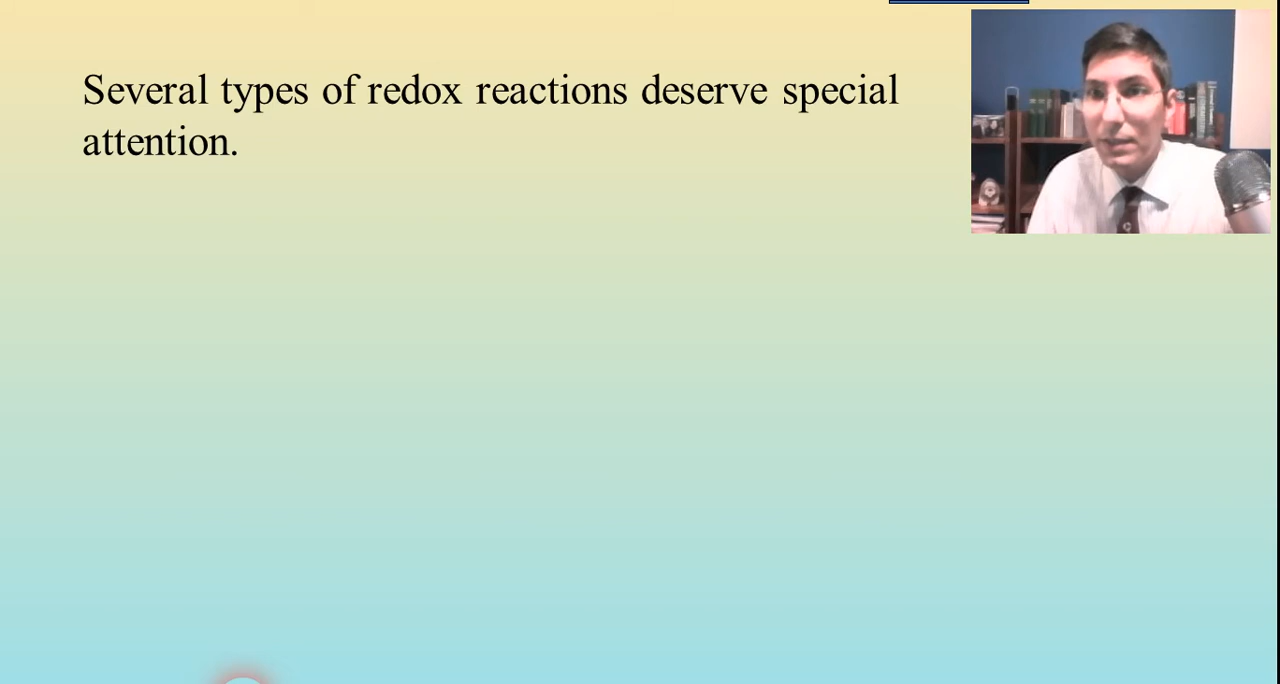 Several types of redox reactions deserve special
attention.